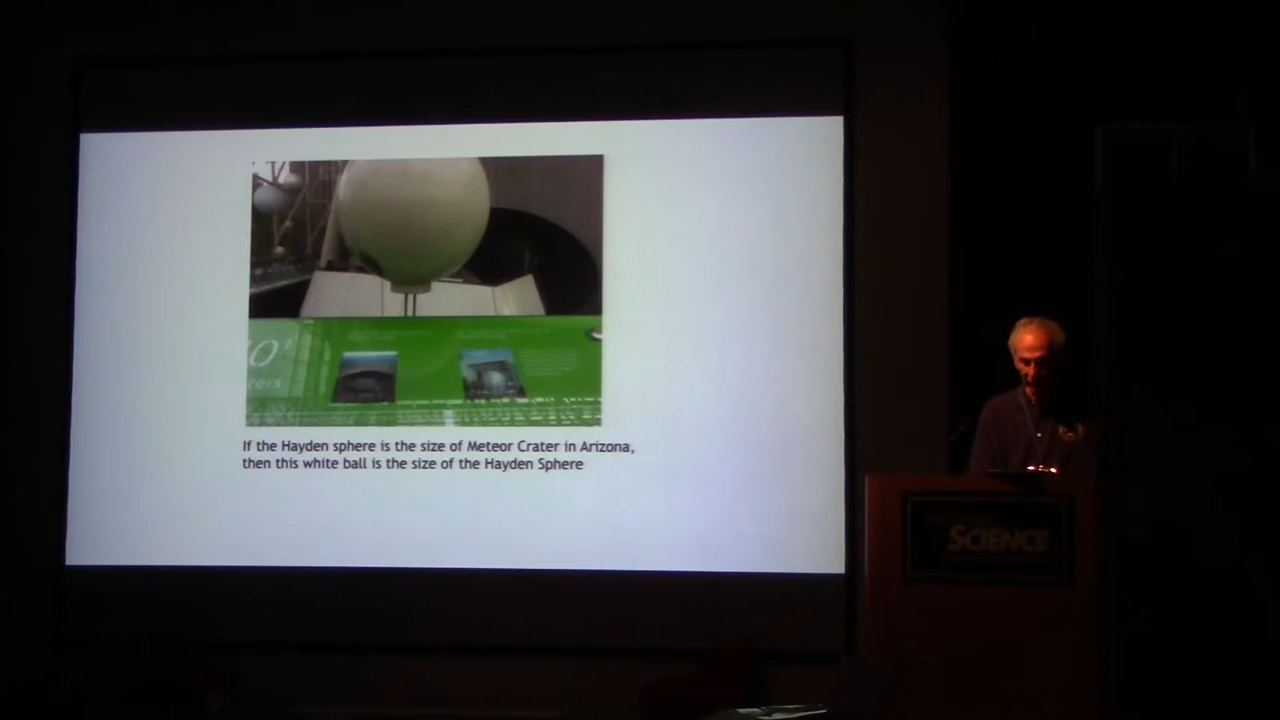 If the Hayden sphere is the size of Meteor Crater in Arizona,
then this white ball is the size of the Hayden Sphere
SCIENCE